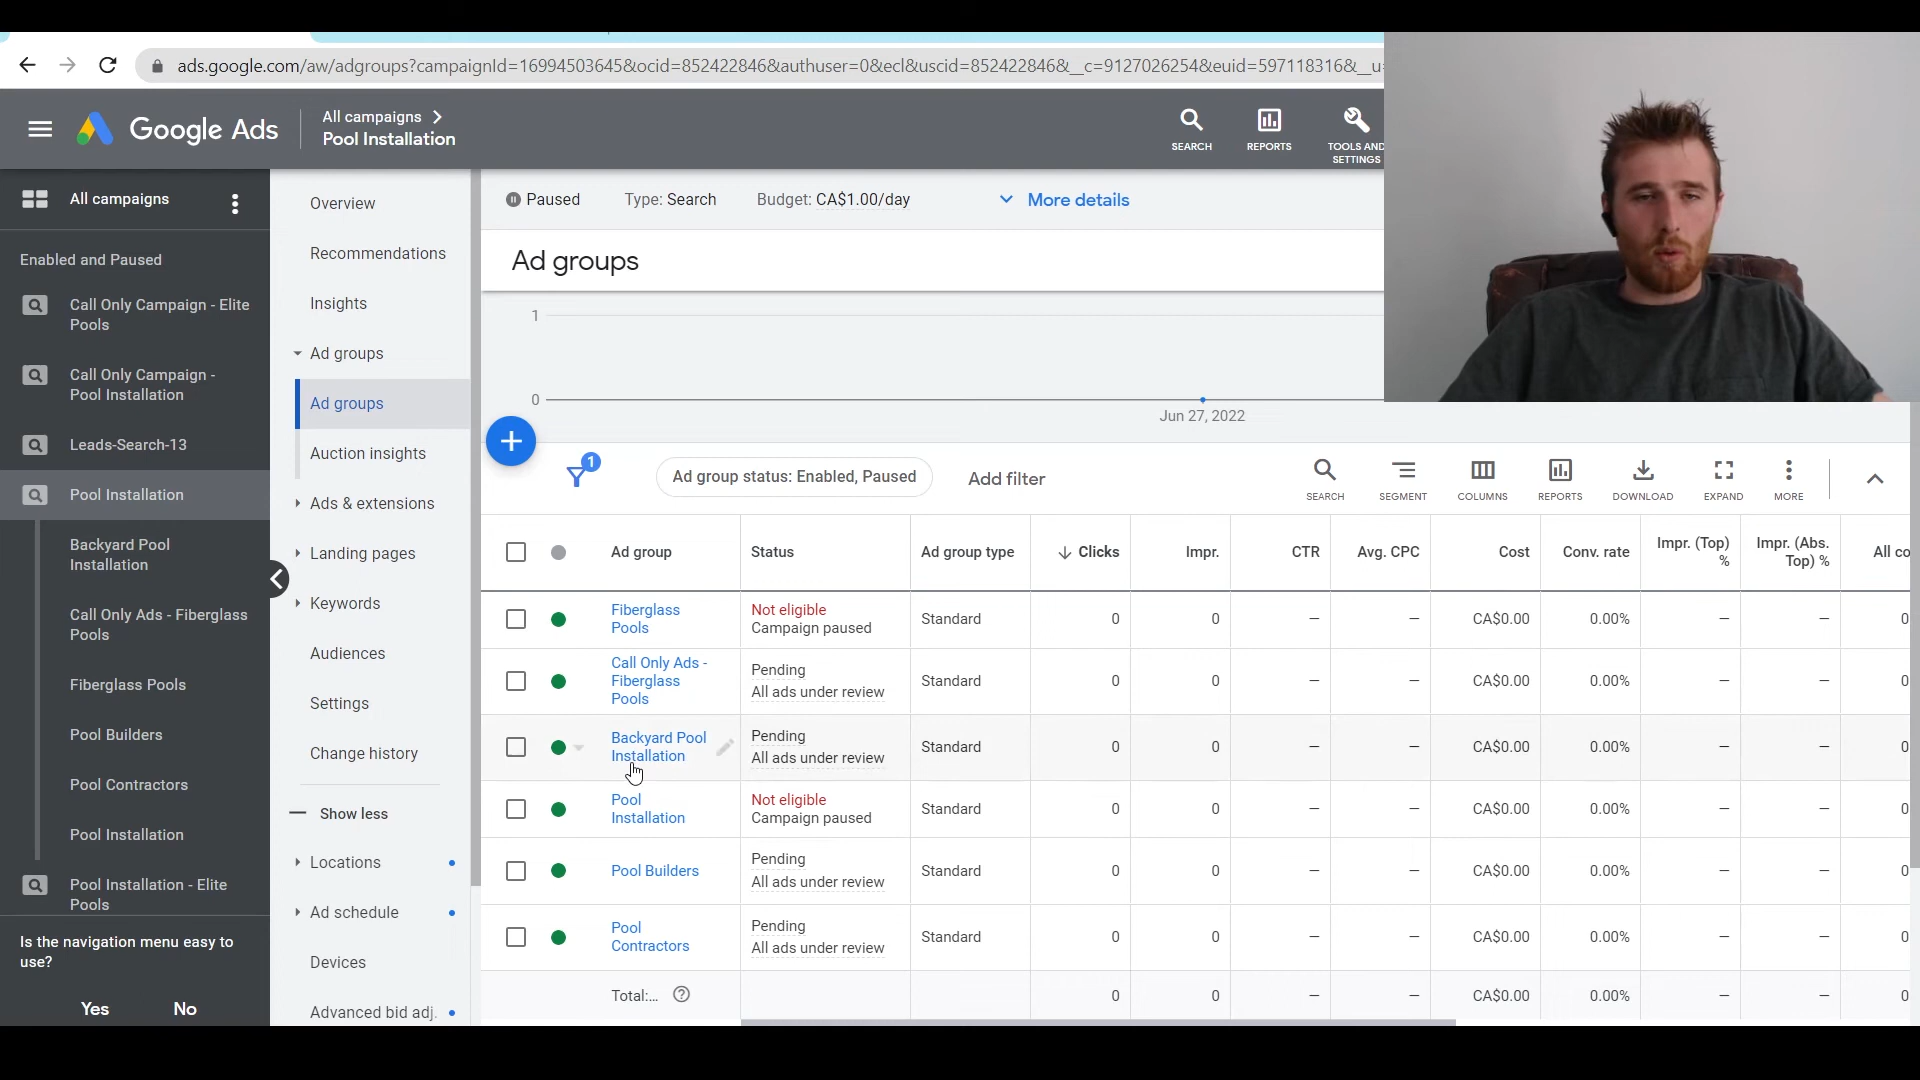 ads.google.com/aw/adgroups?campaignId=16994503645&ocid=852422846&authuser=0&ecl&uscid=852422846&__c=9127026254&euid=597118316&__u=
Google Ads
All campaigns
Pool Installation
SEARCH
REPORTS
TOOLS AND
SETTINGS
All campaigns
Enabled and Paused
Call Only Campaign - Elite
Pools
Call Only Campaign -
Pool Installation
Leads-Search-13
Pool Installation
Backyard Pool
Installation
Call Only Ads - Fiberglass
Pools
Fiberglass Pools
Pool Builders
Pool Contractors
Pool Installation
Pool Installation - Elite
Pools
Is the navigation menu easy to
use?
Yes
No
Overview
Recommendations
Insights
Ad groups
Ad groups
Auction insights
Ads & extensions
Landing pages
Keywords
Audiences
Settings
Change history
Show less
Locations
Ad schedule
Devices
Advanced bid adj.
Paused
Type: Search
Budget: CA$1.00/day
More details
Ad groups
1
0
Jun 27, 2022
1
Ad group status: Enabled, Paused
Add filter
SEARCH
SEGMENT
COLUMNS
REPORTS
DOWNLOAD
EXPAND
MORE
Ad group
Status
Ad group type
Clicks
Impr.
CTR
Avg. CPC
Cost
Conv. rate
Impr. (Top)
%
Impr. (Abs.
Top) %
All co
Fiberglass
Pools
Not eligible
Campaign paused
Standard
0
0
—
—
CA$0.00
0.00%
—
—
0
Call Only Ads -
Fiberglass
Pools
Pending
All ads under review
Standard
0
0
—
—
CA$0.00
0.00%
—
—
0
Backyard Pool
Installation
Pending
All ads under review
Standard
0
0
—
—
CA$0.00
0.00%
—
—
0
Pool
Installation
Not eligible
Campaign paused
Standard
0
0
—
—
CA$0.00
0.00%
—
—
0
Pool Builders
Pending
All ads under review
Standard
0
0
—
—
CA$0.00
0.00%
—
—
0
Pool
Contractors
Pending
All ads under review
Standard
0
0
—
—
CA$0.00
0.00%
—
—
0
Total:...
0
0
—
—
CA$0.00
0.00%
—
—
0